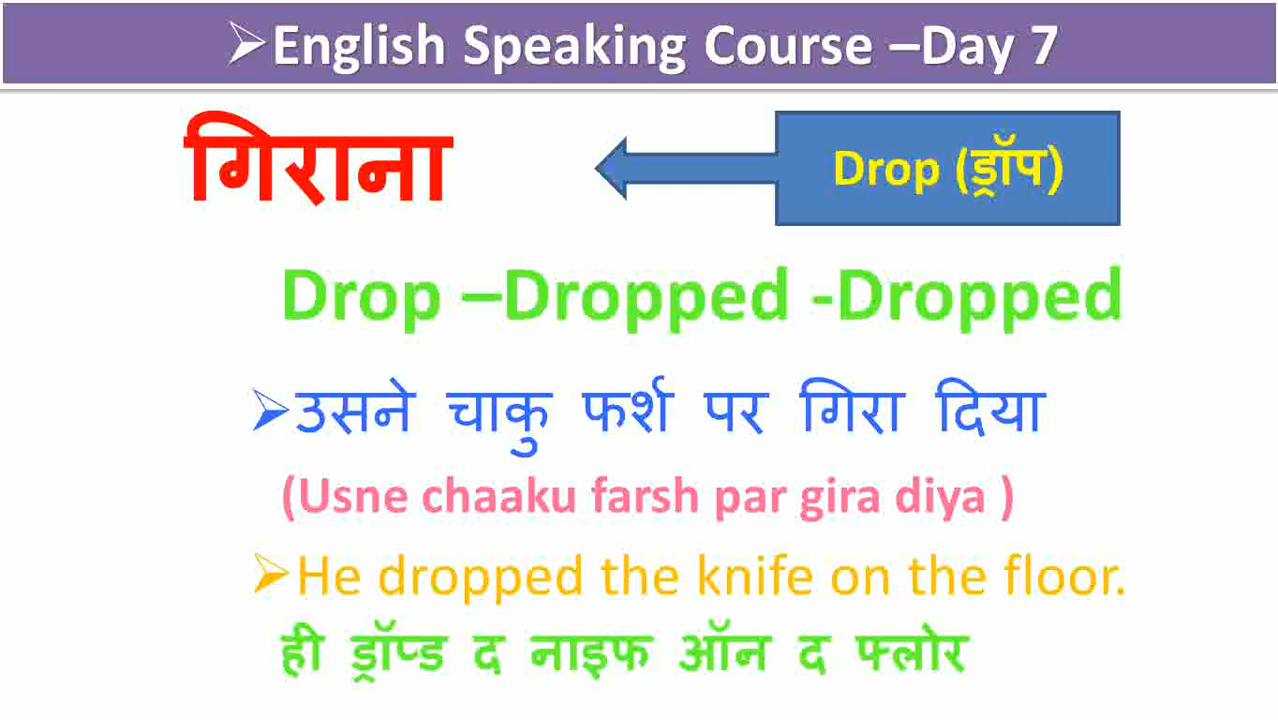 ➢English Speaking Course –Day 7
गिराना
Drop (ड्रॉप)
Drop –Dropped -Dropped
➢उसने चाकु फर्श पर गिरा दिया
(Usne chaaku farsh par gira diya )
➢He dropped the knife on the floor.
ही ड्रॉप्ड द नाइफ ऑन द फ्लोर